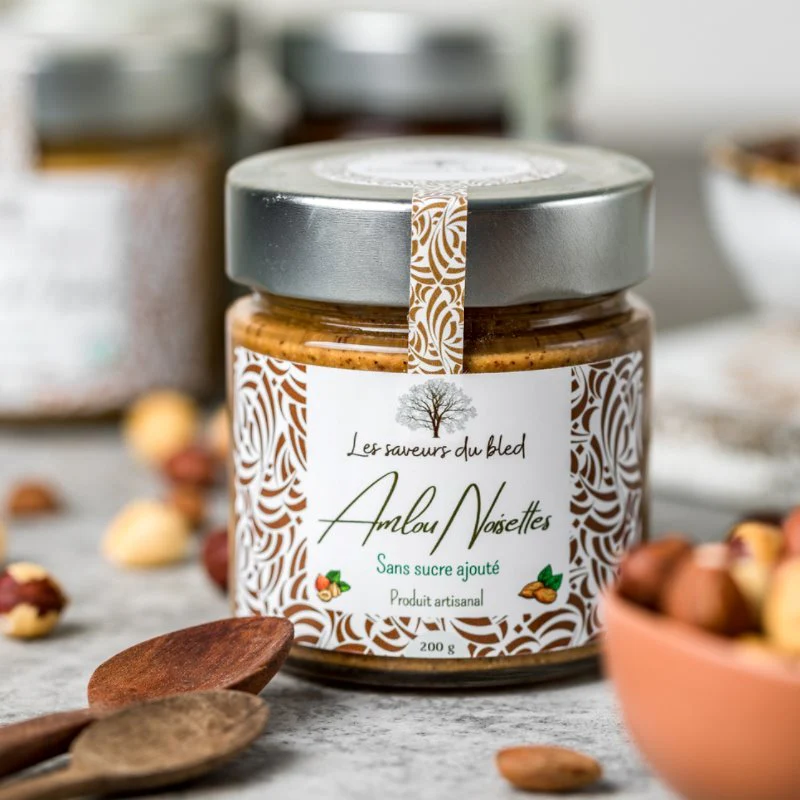 Les saveurs du bled
Amlou Noisettes
Sans sucre ajouté
Produit artisanal
200 g